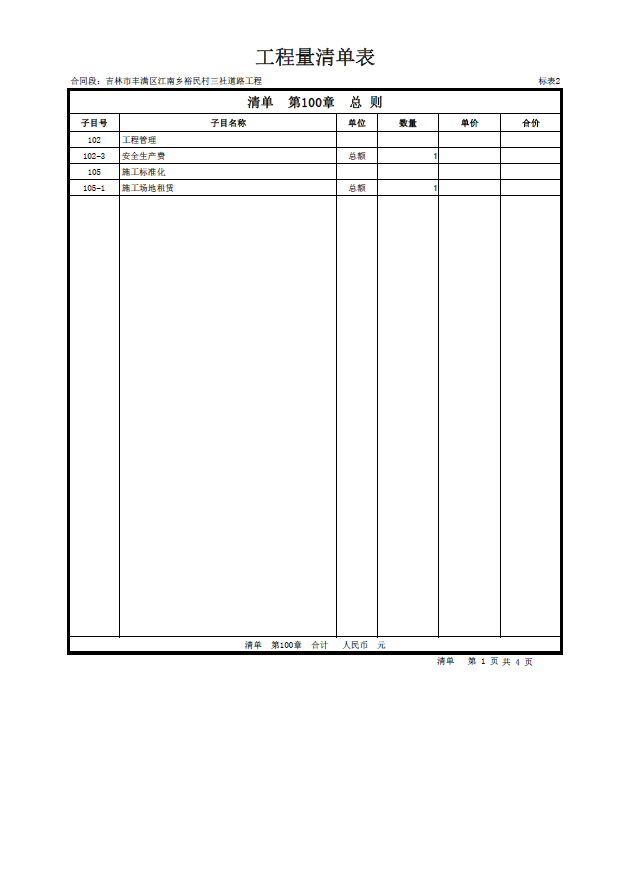 工程量清单表
合同段：吉林市丰满区江南乡裕民村三社道路工程 标表2
清单 第100章 总 则
子目号 子目名称 单位 数量 单价 合价
102 工程管理
102-3 安全生产费 总额 1
105 施工标准化
105-1 施工场地租赁 总额 1
清单 第100章 合计 人民币 元
清单 第 1 页 共 4 页